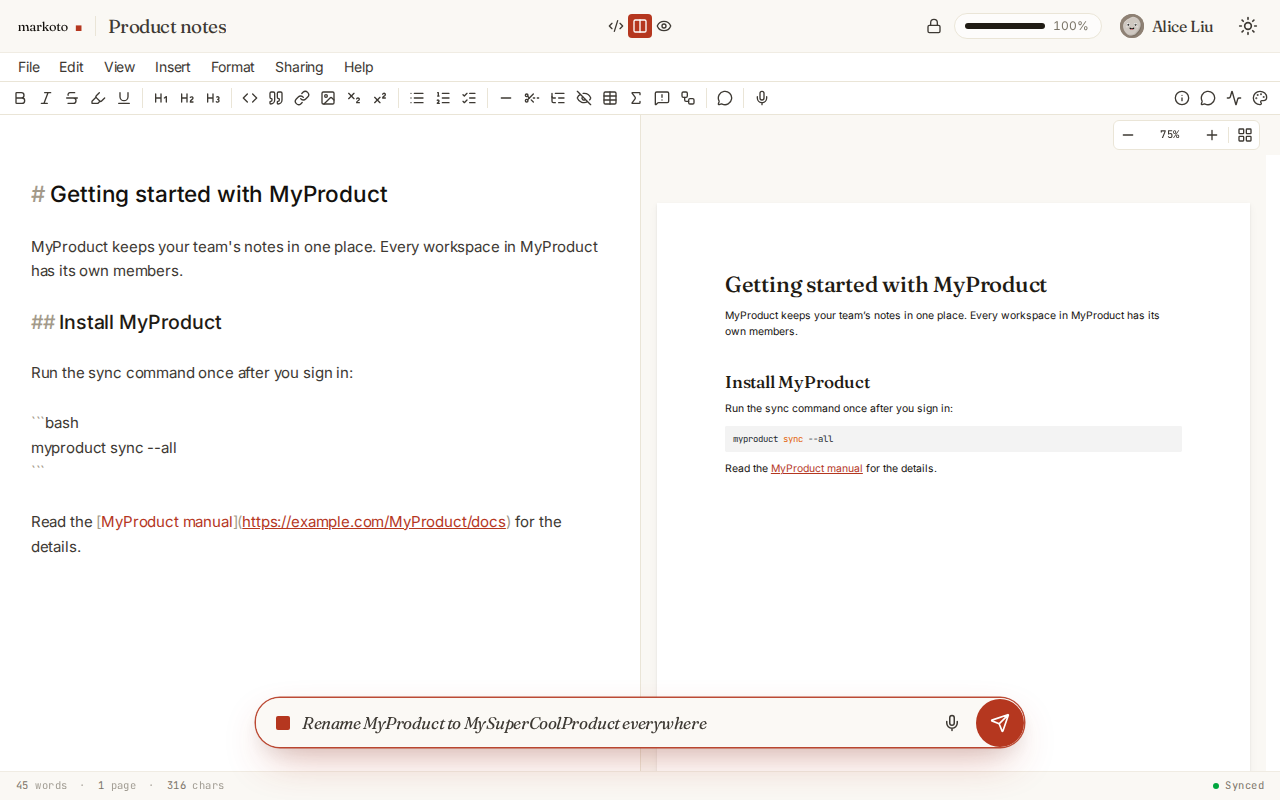 markoto
Product notes
100%
Alice Liu
File Edit View Insert Format Sharing Help
H1 H2 H3
75%
# Getting started with MyProduct
MyProduct keeps your team's notes in one place. Every workspace in MyProduct
has its own members.
## Install MyProduct
Run the sync command once after you sign in:
```bash
myproduct sync --all
```
Read the [MyProduct manual](https://example.com/MyProduct/docs) for the
details.
Getting started with MyProduct
MyProduct keeps your team's notes in one place. Every workspace in MyProduct has its
own members.
Install MyProduct
Run the sync command once after you sign in:
myproduct sync --all
Read the MyProduct manual for the details.
Rename MyProduct to MySuperCoolProduct everywhere
45 words · 1 page · 316 chars
Synced